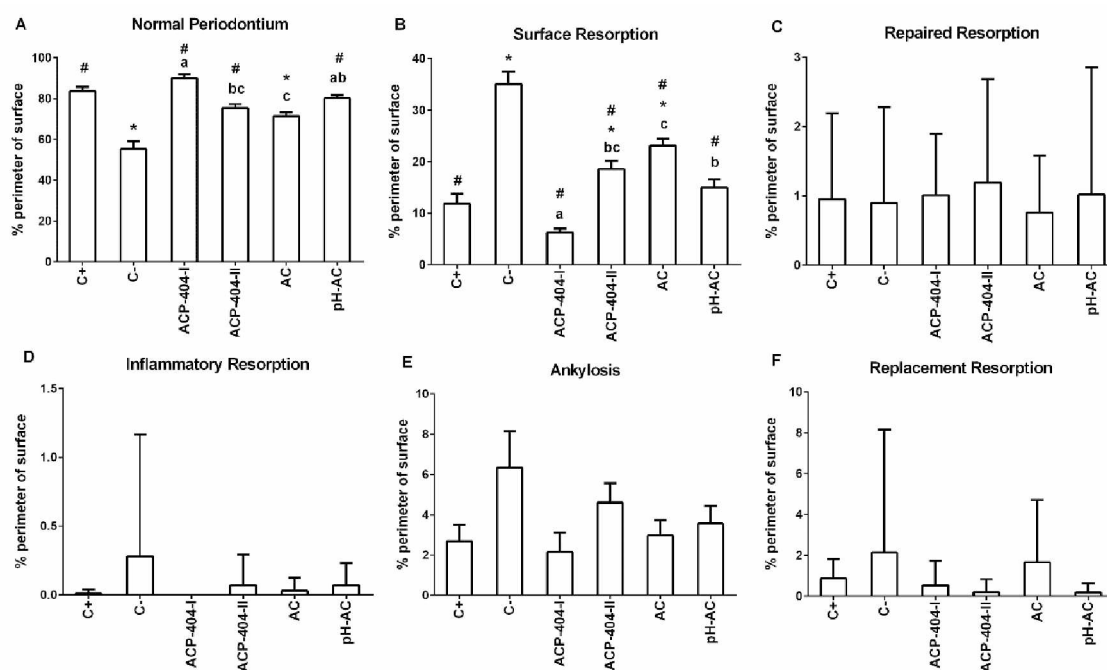 A
Normal Periodontium
% perimeter of surface
100
80
60
40
20
0
#
*
#
a
#
bc
*
c
#
ab
C+
C-
ACP-404-I
ACP-404-II
AC
pH-AC
B
Surface Resorption
% perimeter of surface
40
30
20
10
0
#
*
#
a
#
*
bc
#
*
c
#
b
C+
C-
ACP-404-I
ACP-404-II
AC
pH-AC
C
Repaired Resorption
% perimeter of surface
3
2
1
0
C+
C-
ACP-404-I
ACP-404-II
AC
pH-AC
D
Inflammatory Resorption
% perimeter of surface
1.5
1.0
0.5
0.0
C+
C-
ACP-404-I
ACP-404-II
AC
pH-AC
E
Ankylosis
% perimeter of surface
10
8
6
4
2
0
C+
C-
ACP-404-I
ACP-404-II
AC
pH-AC
F
Replacement Resorption
% perimeter of surface
10
8
6
4
2
0
C+
C-
ACP-404-I
ACP-404-II
AC
pH-AC